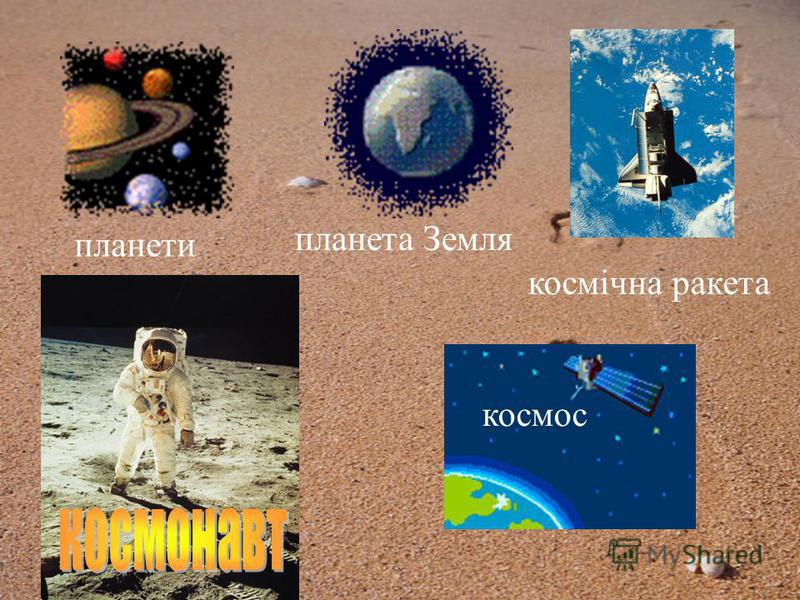 планети
планета Земля
космічна ракета
космос
космонавт
MyShared